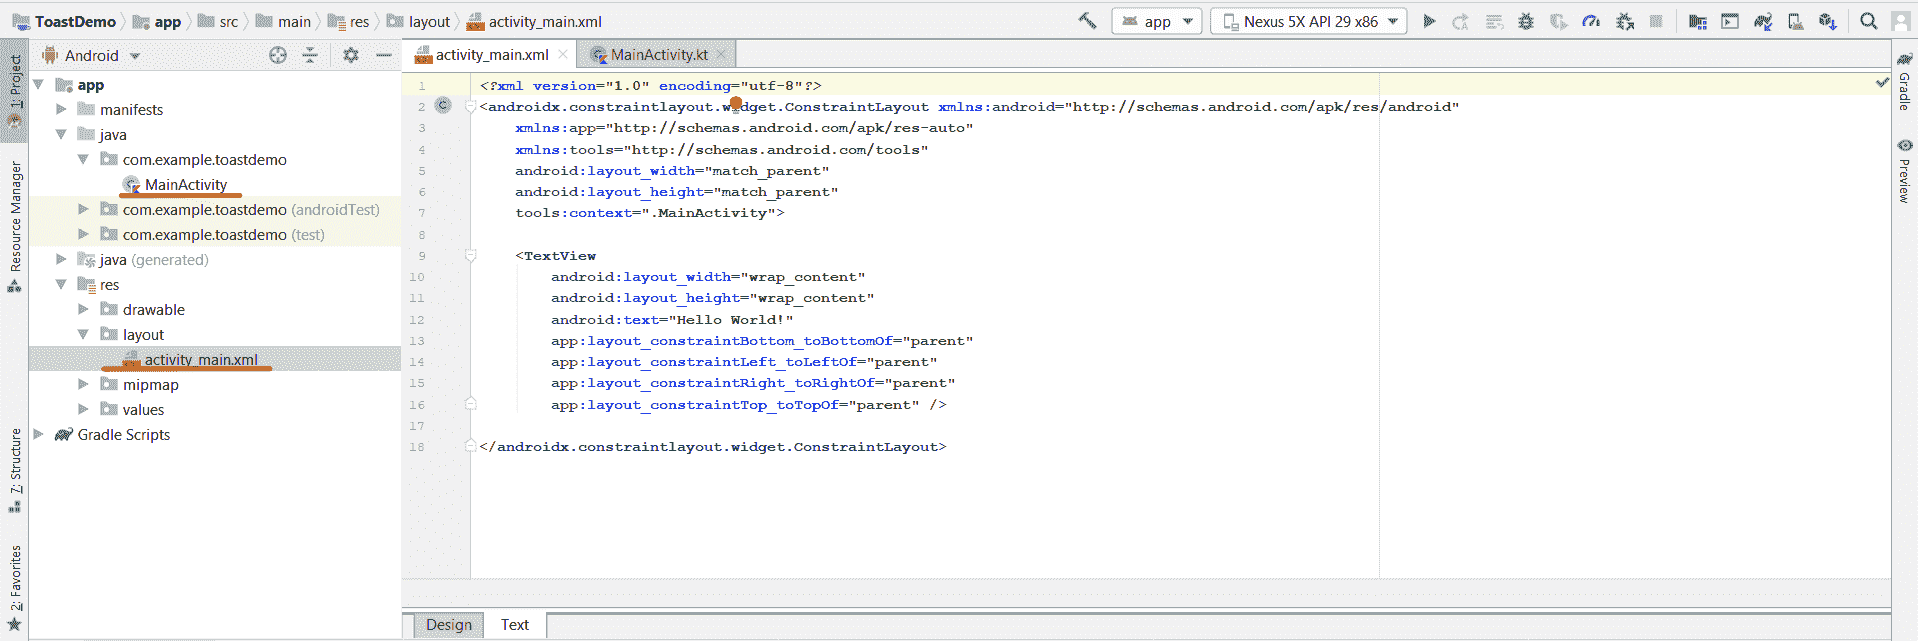 ToastDemo app src main res layout activity_main.xml app Nexus 5X API 29 x86
1: Project
Resource Manager
7: Structure
2: Favorites
Android
app
manifests
java
com.example.toastdemo
MainActivity
com.example.toastdemo (androidTest)
com.example.toastdemo (test)
java (generated)
res
drawable
layout
activity_main.xml
mipmap
values
Gradle Scripts
activity_main.xml MainActivity.kt
1 <?xml version="1.0" encoding="utf-8"?>
2 C <androidx.constraintlayout.widget.ConstraintLayout xmlns:android="http://schemas.android.com/apk/res/android"
3 xmlns:app="http://schemas.android.com/apk/res-auto"
4 xmlns:tools="http://schemas.android.com/tools"
5 android:layout_width="match_parent"
6 android:layout_height="match_parent"
7 tools:context=".MainActivity">
8
9 <TextView
10 android:layout_width="wrap_content"
11 android:layout_height="wrap_content"
12 android:text="Hello World!"
13 app:layout_constraintBottom_toBottomOf="parent"
14 app:layout_constraintLeft_toLeftOf="parent"
15 app:layout_constraintRight_toRightOf="parent"
16 app:layout_constraintTop_toTopOf="parent" />
17
18 </androidx.constraintlayout.widget.ConstraintLayout>
Design Text
Gradle
Preview